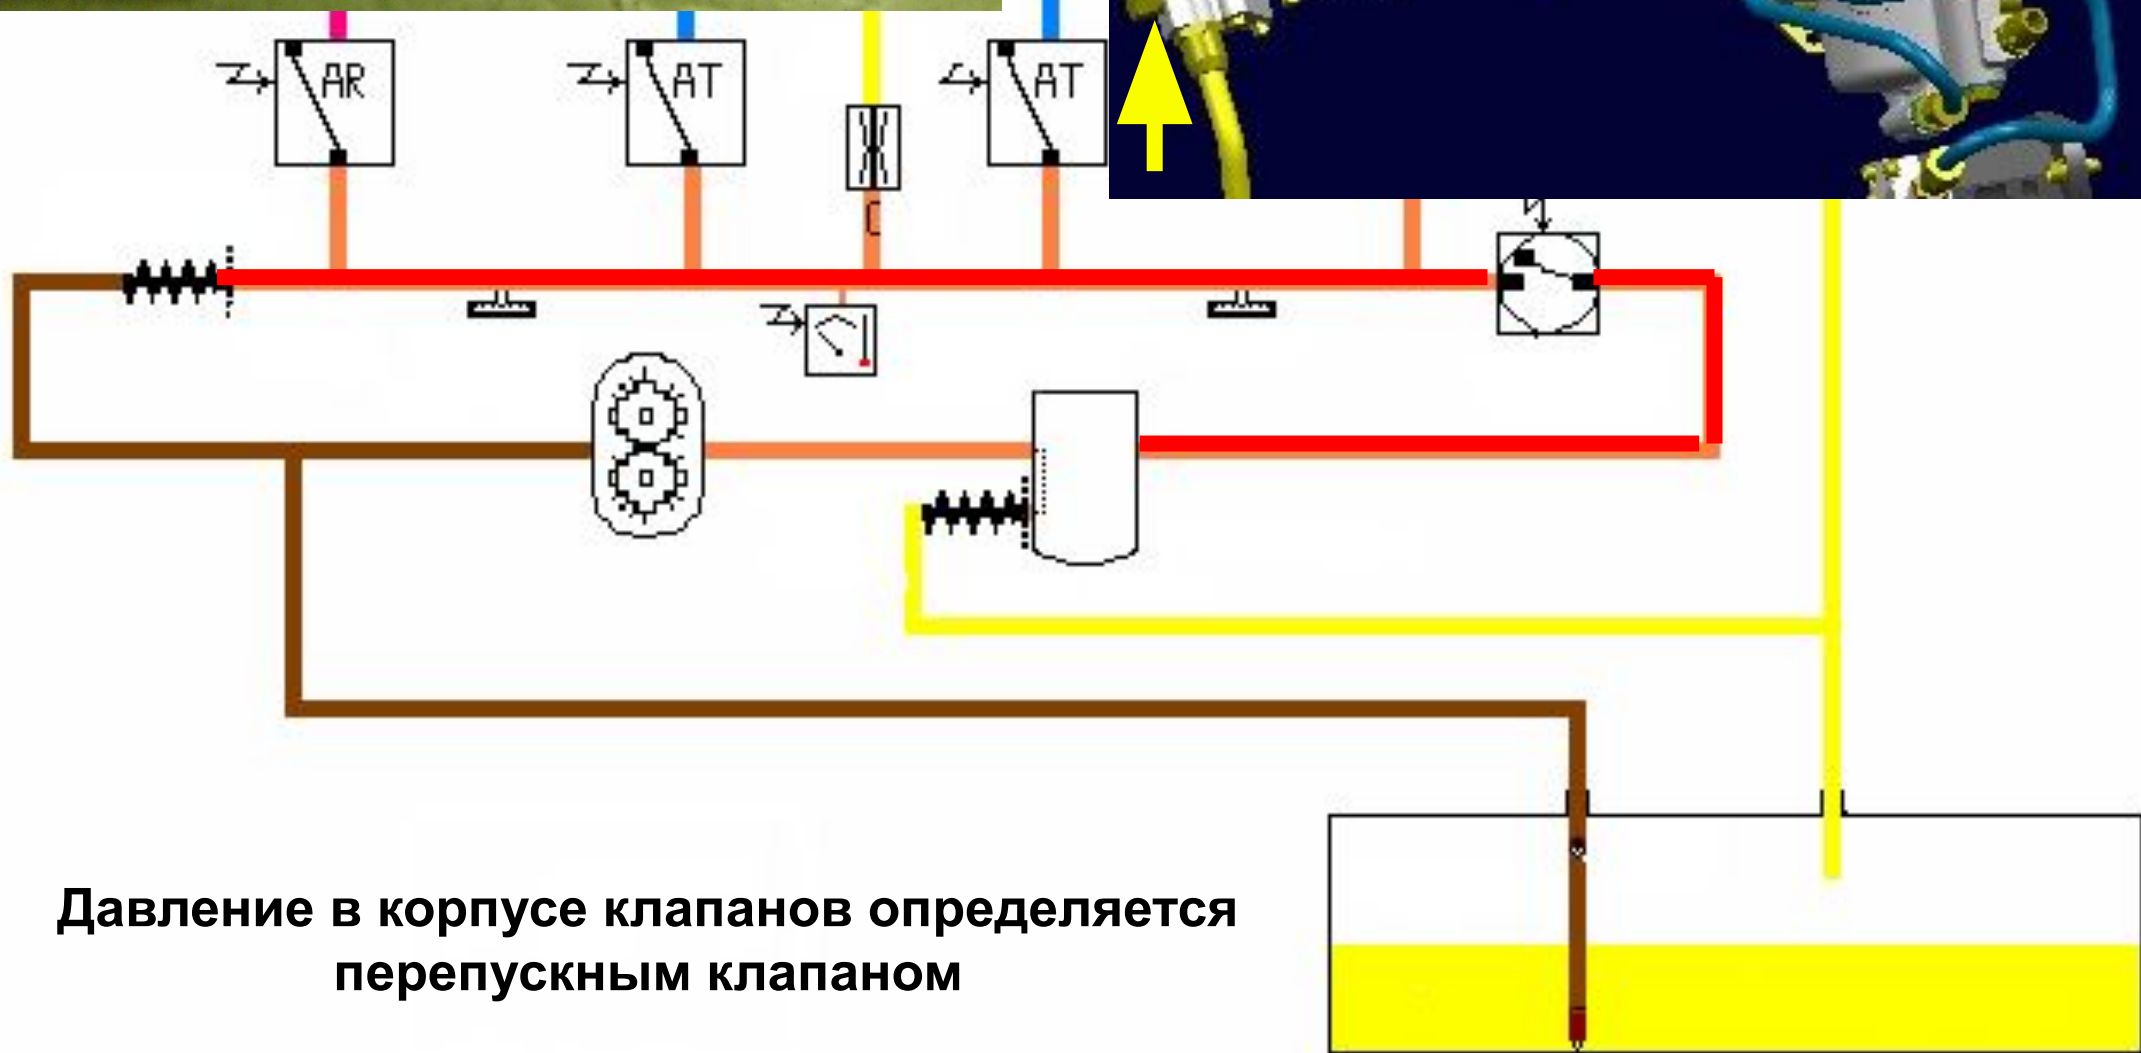 AR
AT
AT
Давление в корпусе клапанов определяется
перепускным клапаном